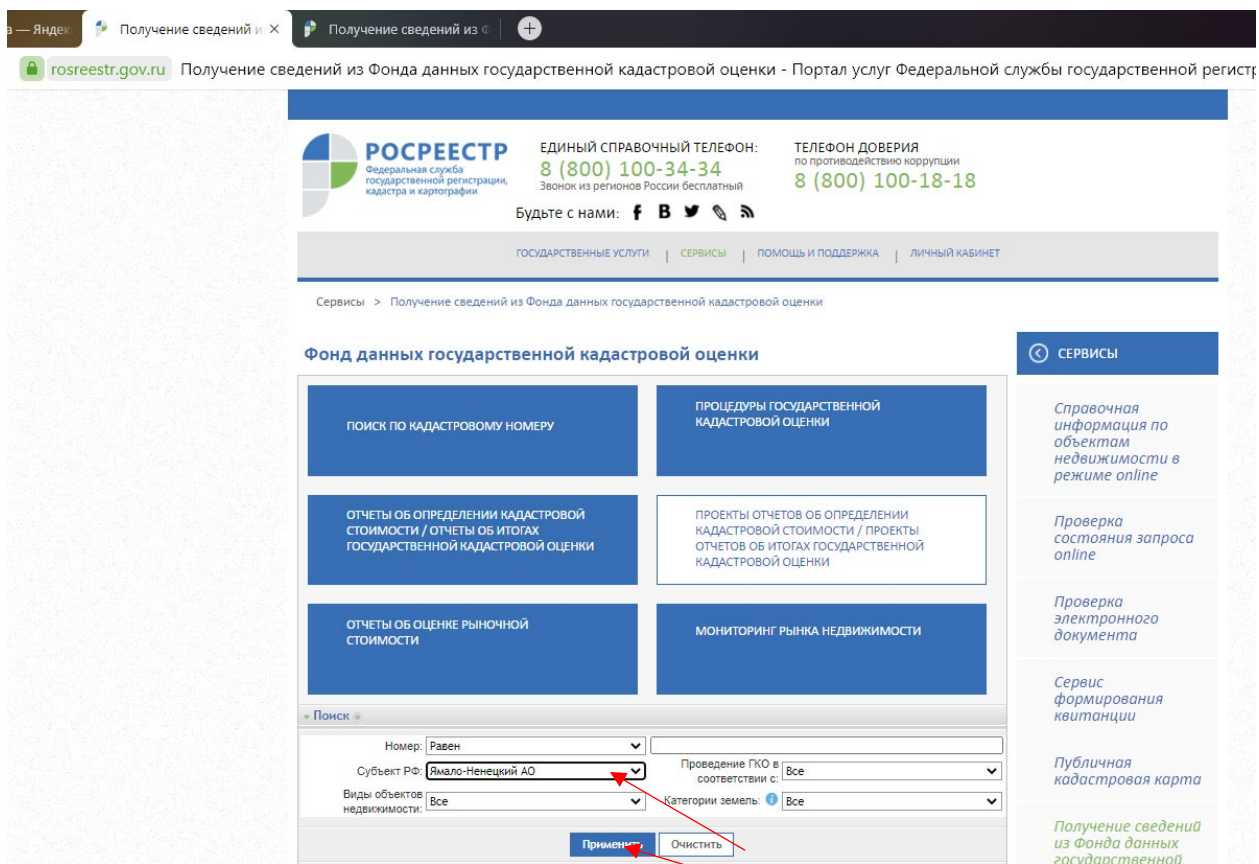 а — Яндек
Получение сведений и
Получение сведений из Ф
rosreestr.gov.ru Получение сведений из Фонда данных государственной кадастровой оценки - Портал услуг Федеральной службы государственной регистр
РОСРЕЕСТР
Федеральная служба
государственной регистрации,
кадастра и картографии
ЕДИНЫЙ СПРАВОЧНЫЙ ТЕЛЕФОН:
8 (800) 100-34-34
Звонок из регионов России бесплатный
ТЕЛЕФОН ДОВЕРИЯ
по противодействию коррупции
8 (800) 100-18-18
Будьте с нами: f В
ГОСУДАРСТВЕННЫЕ УСЛУГИ | СЕРВИСЫ | ПОМОЩЬ И ПОДДЕРЖКА | ЛИЧНЫЙ КАБИНЕТ
Сервисы > Получение сведений из Фонда данных государственной кадастровой оценки
Фонд данных государственной кадастровой оценки
ПОИСК ПО КАДАСТРОВОМУ НОМЕРУ
ПРОЦЕДУРЫ ГОСУДАРСТВЕННОЙ
КАДАСТРОВОЙ ОЦЕНКИ
ОТЧЕТЫ ОБ ОПРЕДЕЛЕНИИ КАДАСТРОВОЙ
СТОИМОСТИ / ОТЧЕТЫ ОБ ИТОГАХ
ГОСУДАРСТВЕННОЙ КАДАСТРОВОЙ ОЦЕНКИ
ПРОЕКТЫ ОТЧЕТОВ ОБ ОПРЕДЕЛЕНИИ
КАДАСТРОВОЙ СТОИМОСТИ / ПРОЕКТЫ
ОТЧЕТОВ ОБ ИТОГАХ ГОСУДАРСТВЕННОЙ
КАДАСТРОВОЙ ОЦЕНКИ
ОТЧЕТЫ ОБ ОЦЕНКЕ РЫНОЧНОЙ
СТОИМОСТИ
МОНИТОРИНГ РЫНКА НЕДВИЖИМОСТИ
Поиск
Номер: Равен
Субъект РФ: Ямало-Ненецкий АО
Проведение ГКО в
соответствии с: Все
Виды объектов
недвижимости: Все
Категории земель: Все
Применить
Очистить
СЕРВИСЫ
Справочная
информация по
объектам
недвижимости в
режиме online
Проверка
состояния запроса
online
Проверка
электронного
документа
Сервис
формирования
квитанции
Публичная
кадастровая карта
Получение сведений
из Фонда данных
государственной